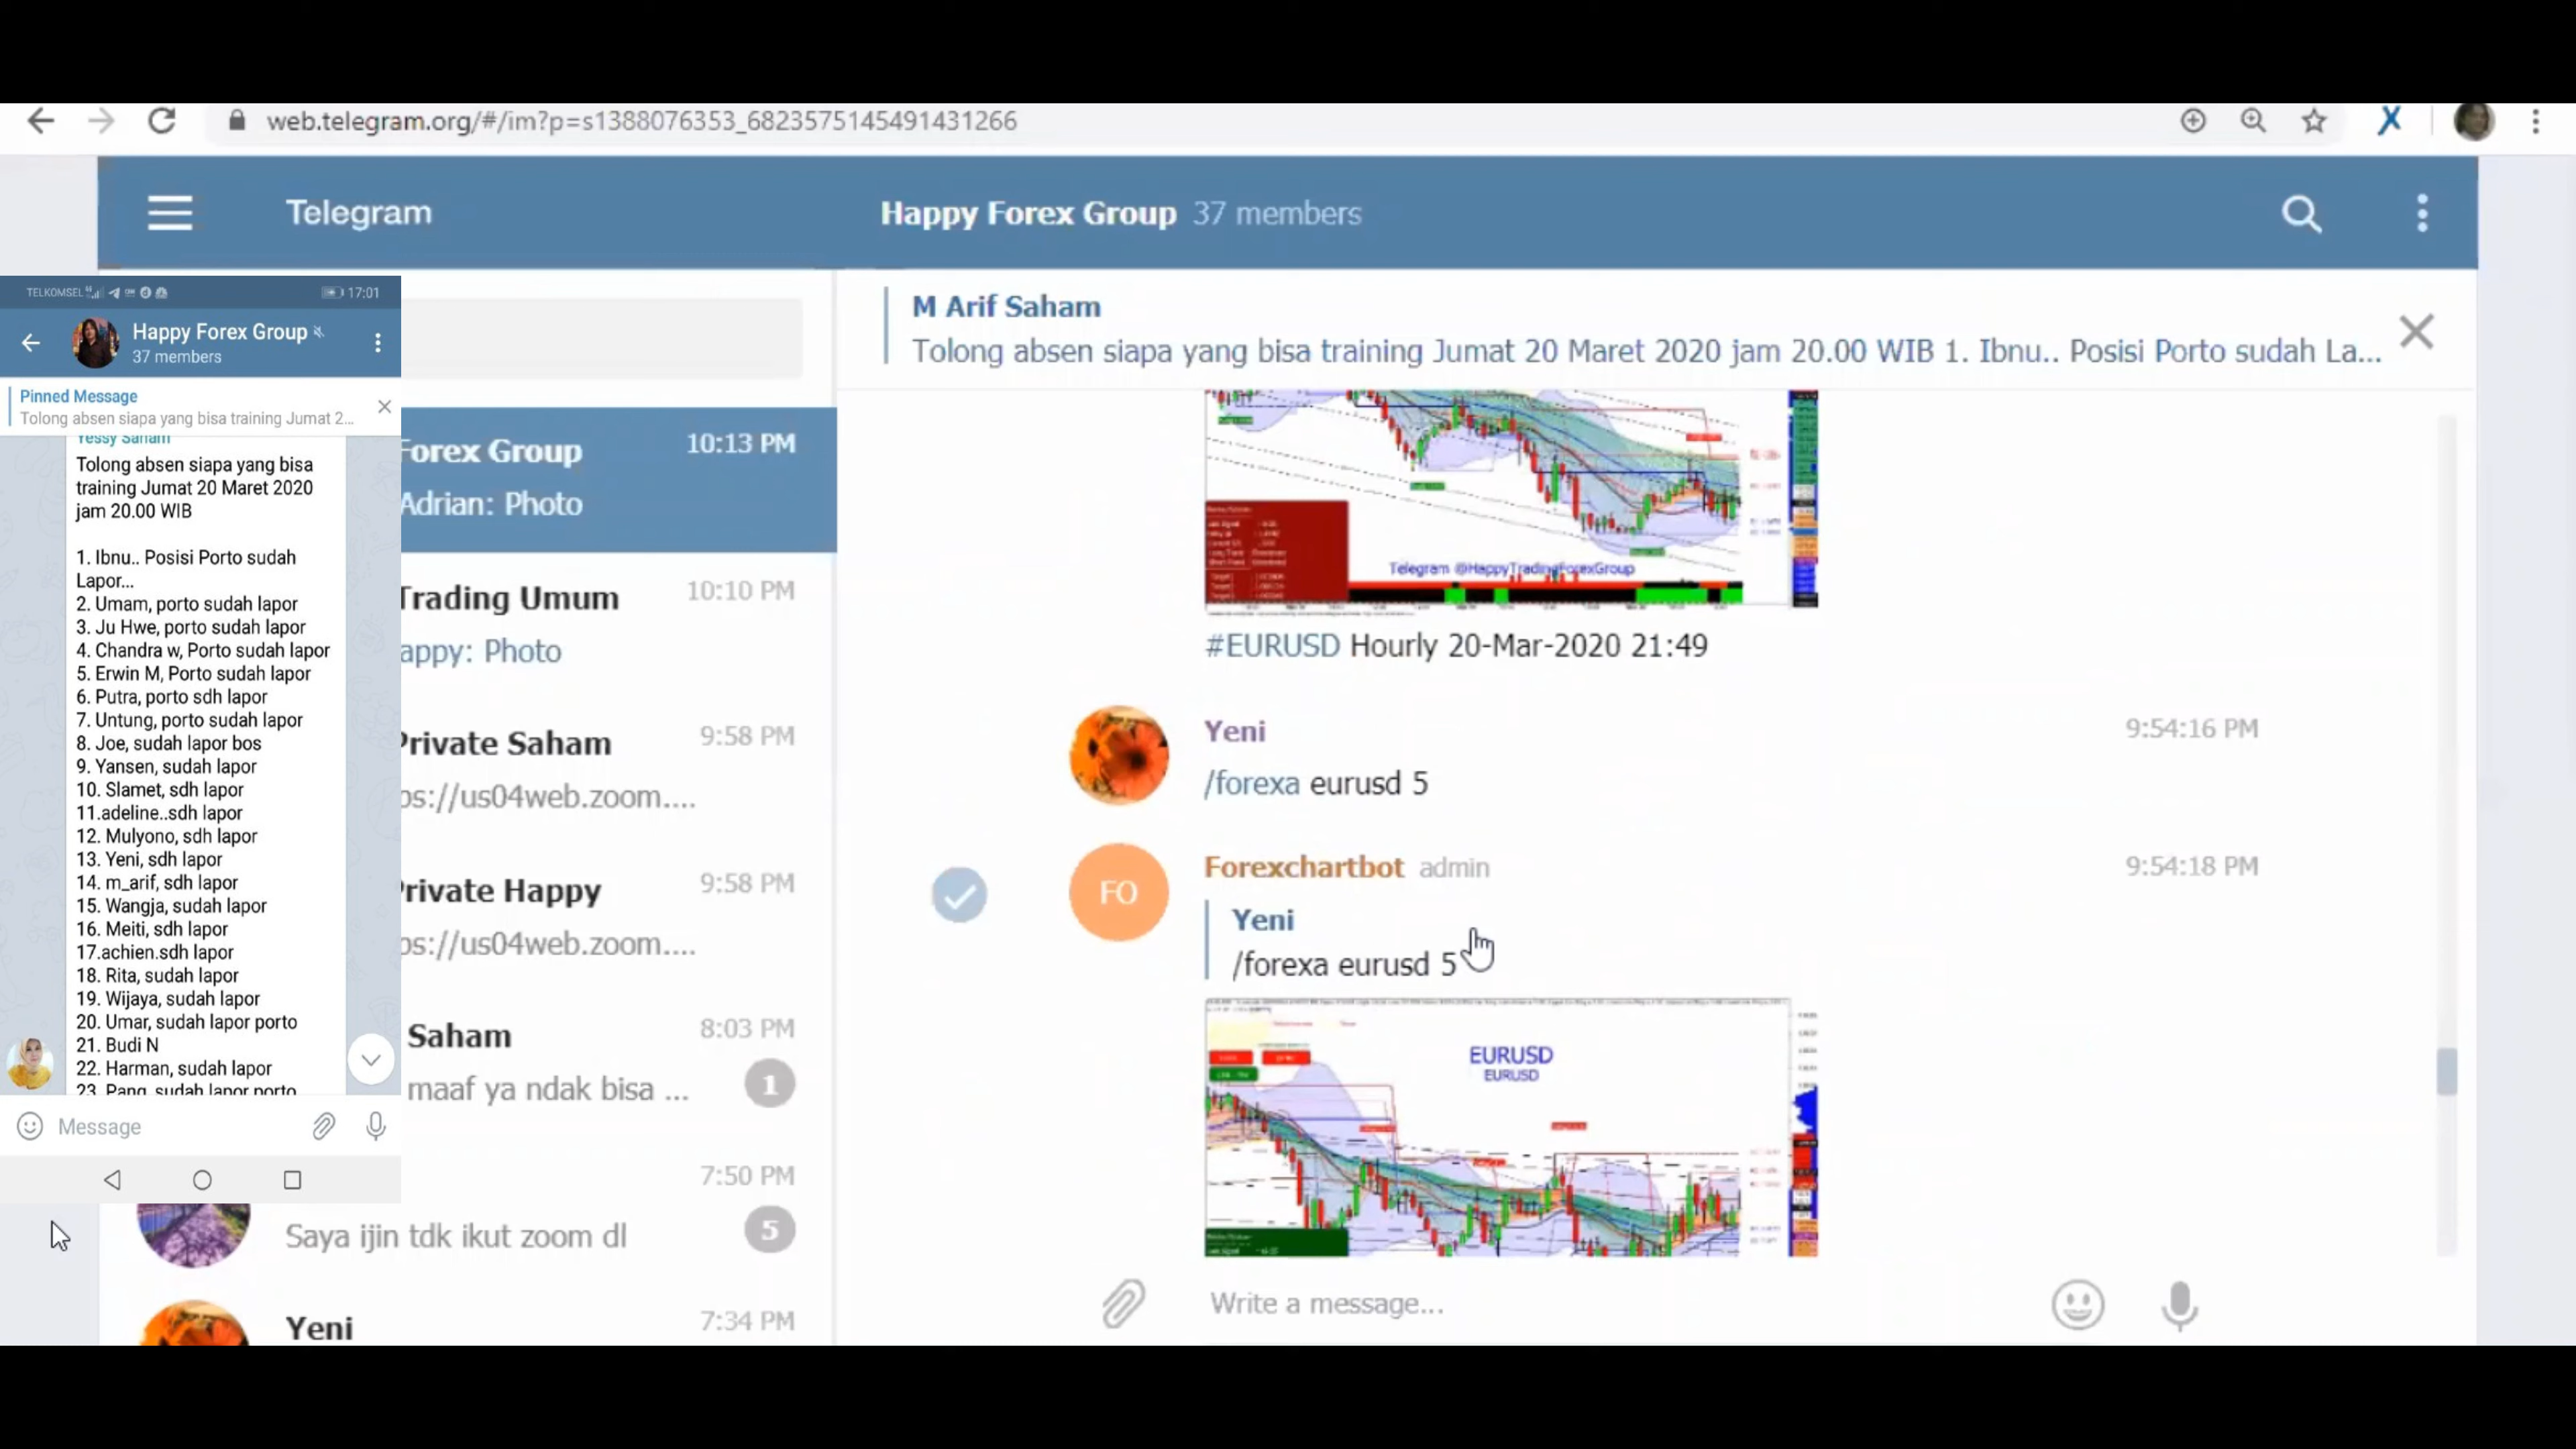 web.telegram.org/#/im?p=s1388076353_6823575145491431266
Telegram
Happy Forex Group 37 members
M Arif Saham
Tolong absen siapa yang bisa training Jumat 20 Maret 2020 jam 20.00 WIB 1. Ibnu.. Posisi Porto sudah La...
TELKOMSEL
17:01
Happy Forex Group
37 members
Pinned Message
Tolong absen siapa yang bisa training Jumat 2...
Yessy Saham
Tolong absen siapa yang bisa
training Jumat 20 Maret 2020
jam 20.00 WIB
1. Ibnu.. Posisi Porto sudah
Lapor...
2. Umam, porto sudah lapor
3. Ju Hwe, porto sudah lapor
4. Chandra w, Porto sudah lapor
5. Erwin M, Porto sudah lapor
6. Putra, porto sdh lapor
7. Untung, porto sudah lapor
8. Joe, sudah lapor bos
9. Yansen, sudah lapor
10. Slamet, sdh lapor
11.adeline..sdh lapor
12. Mulyono, sdh lapor
13. Yeni, sdh lapor
14. m_arif, sdh lapor
15. Wangja, sudah lapor
16. Meiti, sdh lapor
17.achien.sdh lapor
18. Rita, sudah lapor
19. Wijaya, sudah lapor
20. Umar, sudah lapor porto
21. Budi N
22. Harman, sudah lapor
23. Pang, sudah lapor porto
Message
Forex Group 10:13 PM
Adrian: Photo
Trading Umum 10:10 PM
appy: Photo
Private Saham 9:58 PM
ps://us04web.zoom....
Private Happy 9:58 PM
ps://us04web.zoom....
Saham 8:03 PM
maaf ya ndak bisa ... 1
7:50 PM
Saya ijin tdk ikut zoom dl 5
Yeni 7:34 PM
Telegram @HappyTradingForexGroup
#EURUSD Hourly 20-Mar-2020 21:49
Yeni 9:54:16 PM
/forexa eurusd 5
FO
Forexchartbot admin 9:54:18 PM
Yeni
/forexa eurusd 5
EURUSD
EURUSD
Write a message...